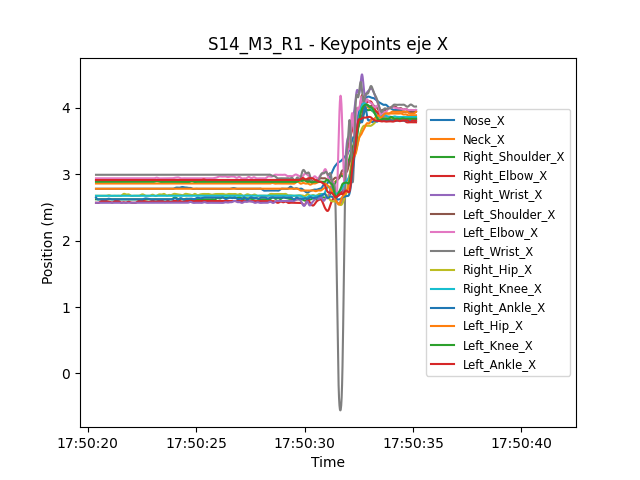 S14_M3_R1 - Keypoints eje X
Position (m)
4
3
2
1
0
17:50:20
17:50:25
17:50:30
17:50:35
17:50:40
Time
Nose_X
Neck_X
Right_Shoulder_X
Right_Elbow_X
Right_Wrist_X
Left_Shoulder_X
Left_Elbow_X
Left_Wrist_X
Right_Hip_X
Right_Knee_X
Right_Ankle_X
Left_Hip_X
Left_Knee_X
Left_Ankle_X